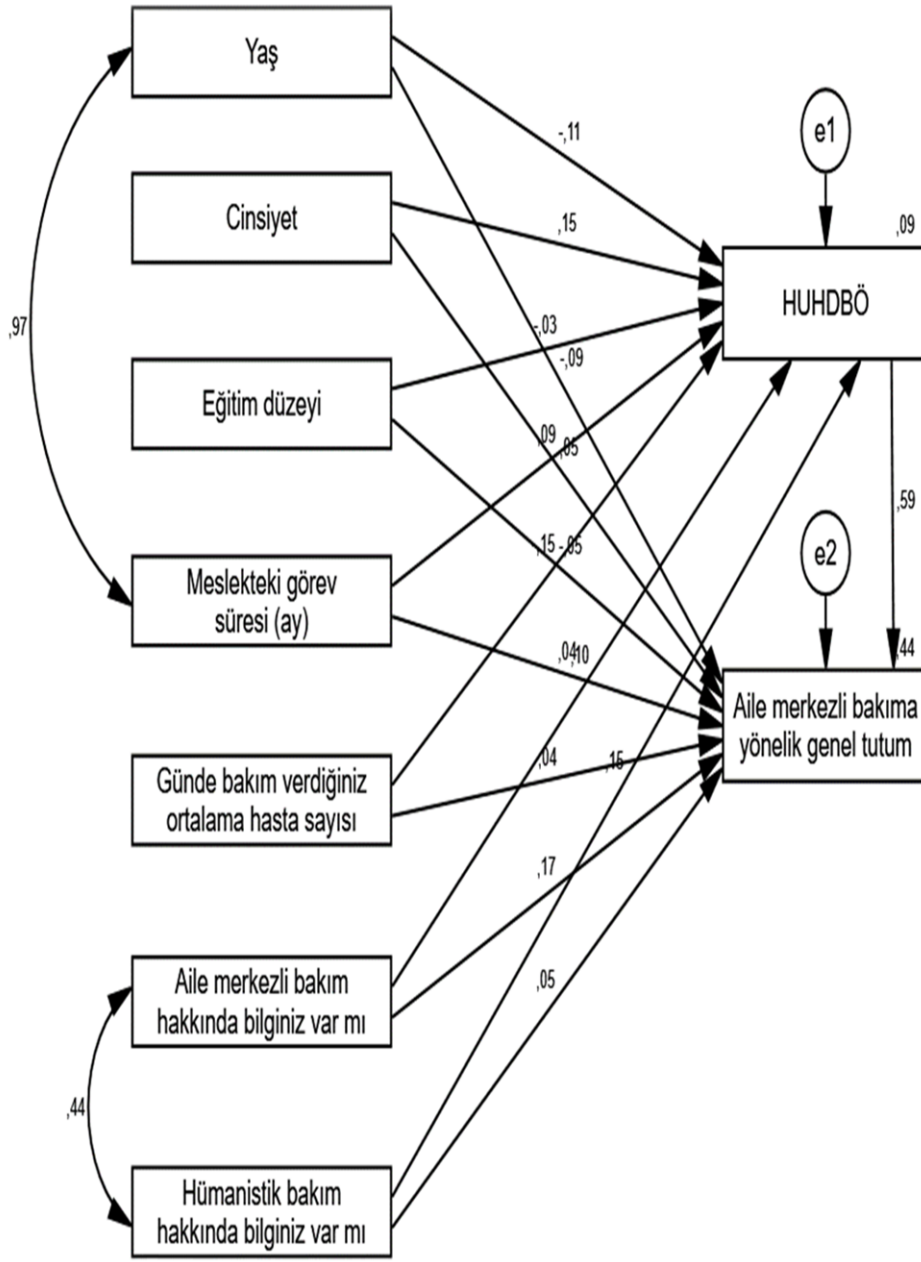 Yaş
-,11
e1
Cinsiyet
,15
,09
HUHDBÖ
,97
-,03
-,09
Eğitim düzeyi
,09
,05
,59
,15
-,05
e2
Meslekteki görev
süresi (ay)
,04
,10
,44
Aile merkezli bakıma
yönelik genel tutum
Günde bakım verdiğiniz
ortalama hasta sayısı
,04
,15
,17
Aile merkezli bakım
hakkında bilginiz var mı
,05
,44
Hümanistik bakım
hakkında bilginiz var mı